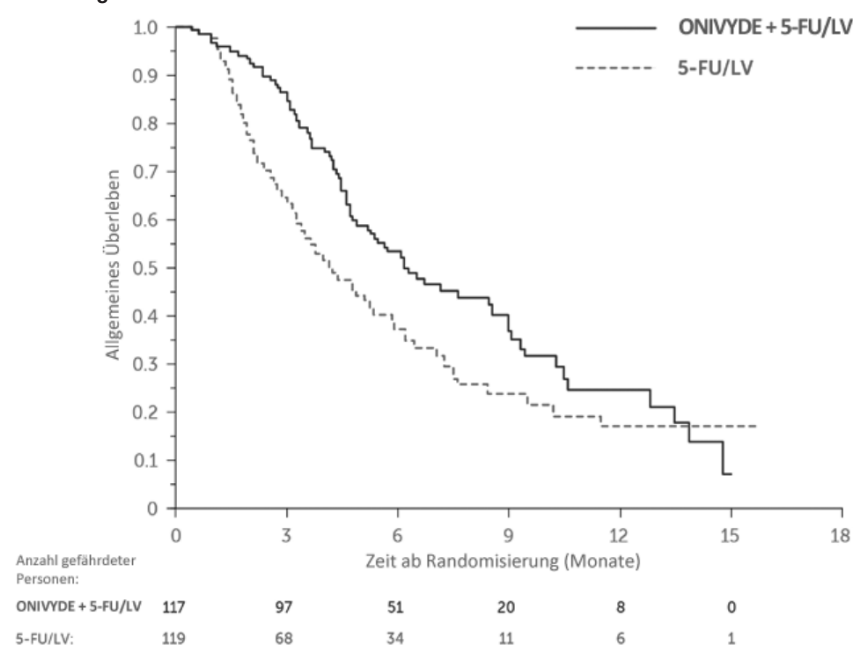 ONIVYDE + 5-FU/LV
5-FU/LV
Allgemeines Überleben
1.0
0.9
0.8
0.7
0.6
0.5
0.4
0.3
0.2
0.1
0
0 3 6 9 12 15 18
Zeit ab Randomisierung (Monate)
Anzahl gefährdeter
Personen:
ONIVYDE + 5-FU/LV 117 97 51 20 8 0
5-FU/LV: 119 68 34 11 6 1